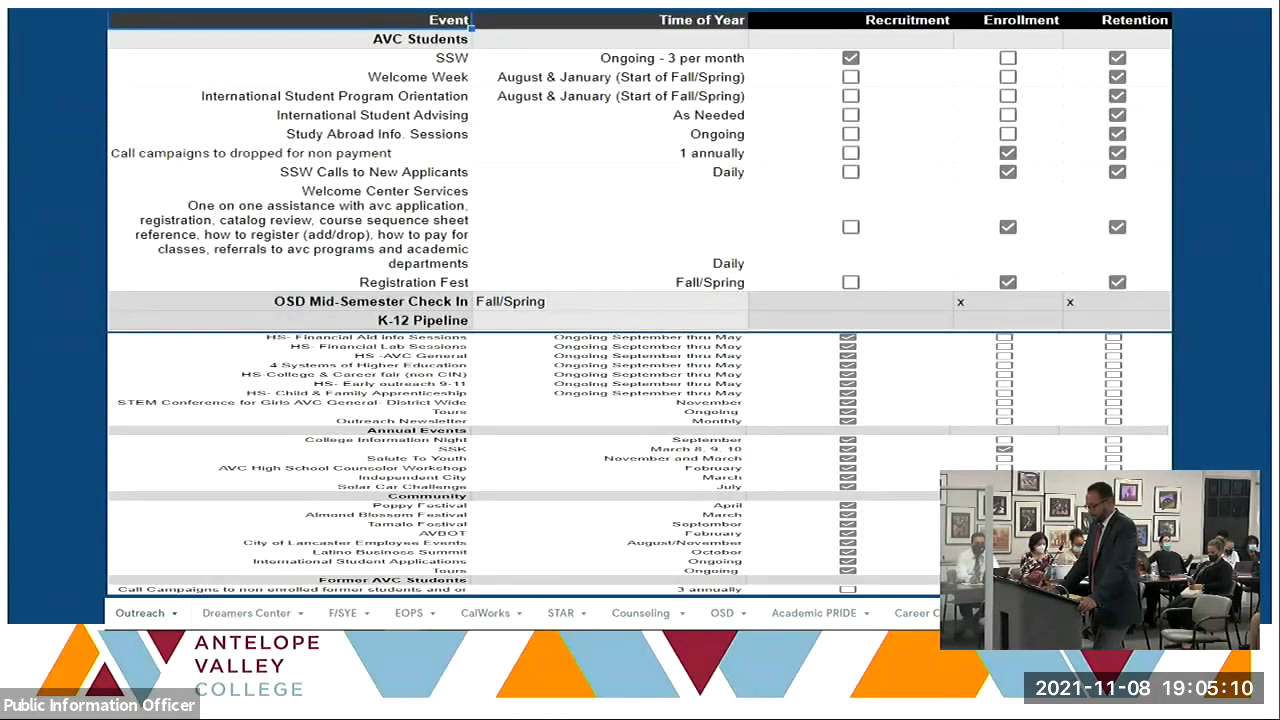 Event Time of Year Recruitment Enrollment Retention
AVC Students
SSW Ongoing - 3 per month
Welcome Week August & January (Start of Fall/Spring)
International Student Program Orientation August & January (Start of Fall/Spring)
International Student Advising As Needed
Study Abroad Info. Sessions Ongoing
Call campaigns to dropped for non payment 1 annually
SSW Calls to New Applicants Daily
Welcome Center Services
One on one assistance with avc application,
registration, catalog review, course sequence sheet
reference, how to register (add/drop), how to pay for
classes, referrals to avc programs and academic
departments Daily
Registration Fest Fall/Spring
OSD Mid-Semester Check In Fall/Spring x x
K-12 Pipeline
HS- Financial Aid info Sessions Ongoing September thru May
HS- Financial Lab Sessions Ongoing September thru May
HS -AVC General Ongoing September thru May
4 Systems of Higher Education Ongoing September thru May
HS-College & Career fair (non CIN) Ongoing September thru May
HS- Early outreach 9-11 Ongoing September thru May
HS- Child & Family Apprenticeship Ongoing September thru May
STEM Conference for Girls AVC General- District Wide November
Tours Ongoing
Outreach Newsletter Monthly
Annual Events
College Information Night September
SSK March 8, 9, 10
Salute To Youth November and March
AVC High School Counselor Workshop February
Independent City March
Solar Car Challenge July
Community
Poppy Festival April
Almond Blossom Festival March
Tamale Festival September
AVBOT February
City of Lancaster Employee Events August/November
Latino Business Summit October
International Student Applications Ongoing
Tours Ongoing
Former AVC Students
Call Campaigns to non enrolled former students and or 3 annually
Outreach Dreamers Center F/SYE EOPS CalWorks STAR Counseling OSD Academic PRIDE Career C
ANTELOPE
VALLEY
COLLEGE
Public Information Officer
2021-11-08 19:05:10